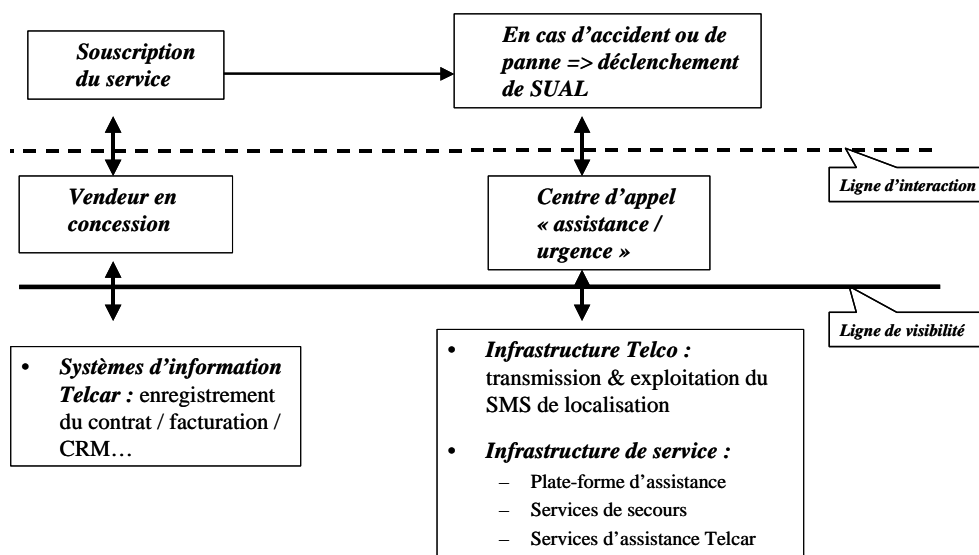 Souscription
du service
En cas d'accident ou de
panne => déclenchement
de SUAL
Ligne d'interaction
Vendeur en
concession
Centre d'appel
« assistance /
urgence »
Ligne de visibilité
• Systèmes d'information
Telcar : enregistrement
du contrat / facturation /
CRM…
• Infrastructure Telco :
transmission & exploitation du
SMS de localisation
• Infrastructure de service :
– Plate-forme d'assistance
– Services de secours
– Services d'assistance Telcar